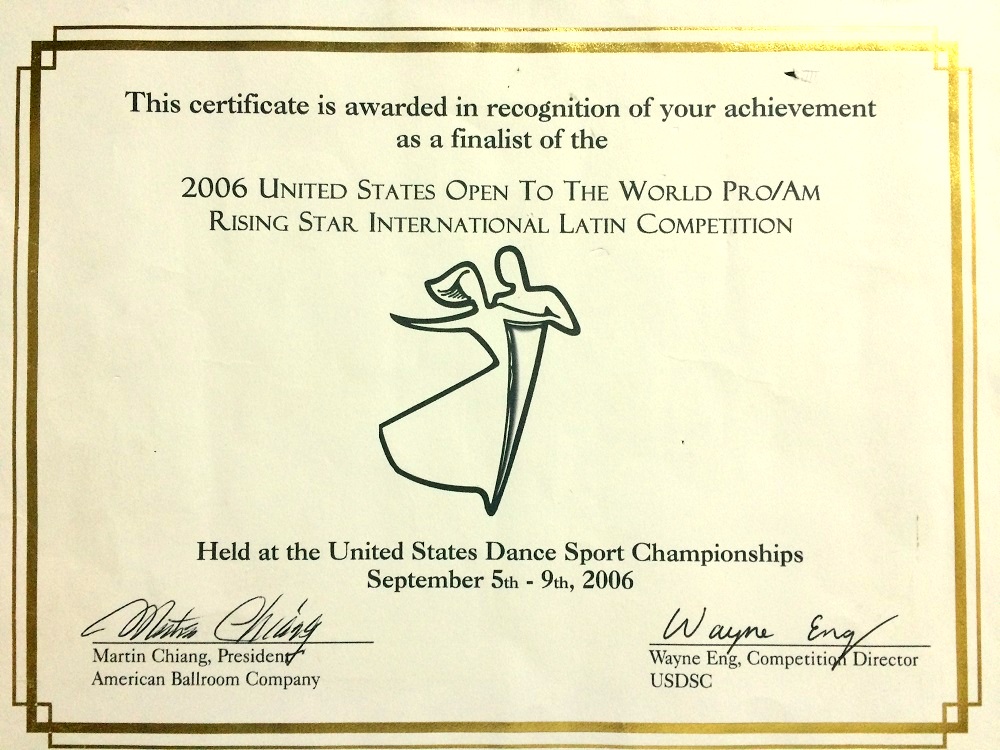 This certificate is awarded in recognition of your achievement
as a finalist of the
2006 United States Open To The World Pro/Am
Rising Star International Latin Competition
Held at the United States Dance Sport Championships
September 5th - 9th, 2006
Martin Chiang
Wayne Eng
Martin Chiang, President
Wayne Eng, Competition Director
American Ballroom Company
USDSC